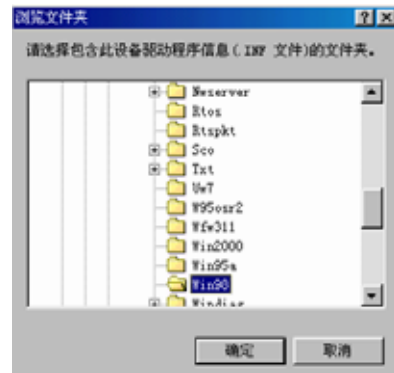 浏览文件夹
请选择包含此设备驱动程序信息( INF 文件)的文件夹。
Nwserver
Rtos
Rtspkt
Sco
Txt
Uw7
W95osr2
Wfw311
Win2000
Win95a
Win98
Windiag
确定
取消